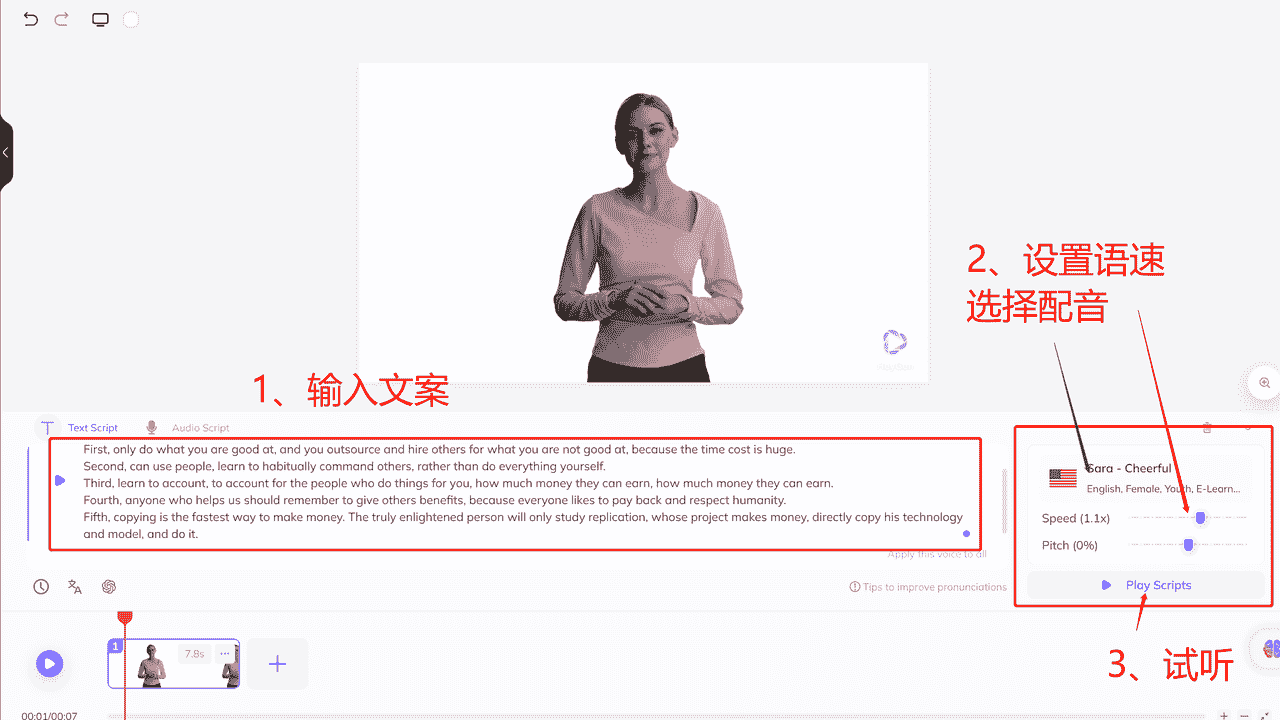 2、设置语速
选择配音
1、输入文案
Text Script
Audio Script
First, only do what you are good at, and you outsource and hire others for what you are not good at, because the time cost is huge.
Second, can use people, learn to habitually command others, rather than do everything yourself.
Third, learn to account, to account for the people who do things for you, how much money they can earn, how much money they can earn.
Fourth, anyone who helps us should remember to give others benefits, because everyone likes to pay back and respect humanity.
Fifth, copying is the fastest way to make money. The truly enlightened person will only study replication, whose project makes money, directly copy his technology
and model, and do it.
Apply this voice to all
Sara - Cheerful
English, Female, Youth, E-Learn...
Speed (1.1x)
Pitch (0%)
Tips to improve pronunciations
Play Scripts
3、试听
1
7.8s
00:01/00:07